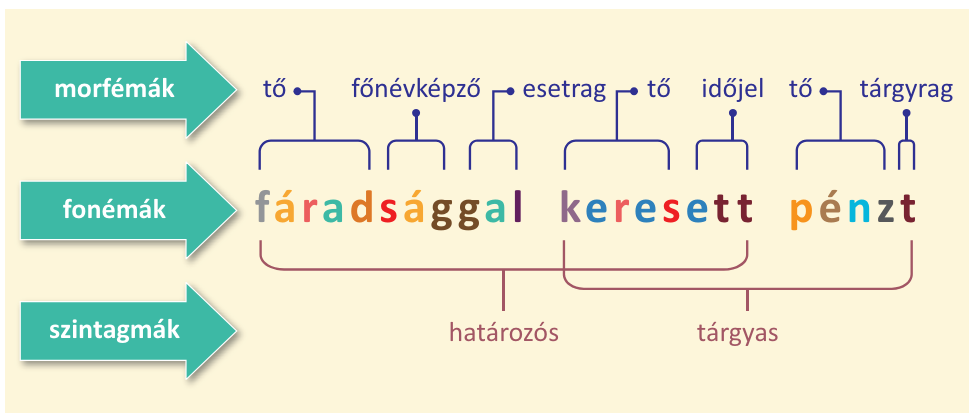 morfémák tő főnévképző esetrag tő időjel tő tárgyrag
fonémák fáradsággal keresett pénzt
szintagmák határozós tárgyas